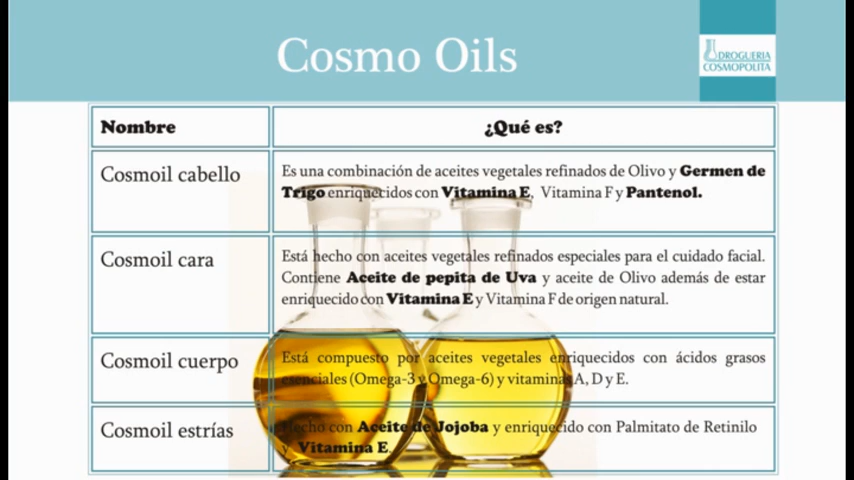 Cosmo Oils
DROGUERIA
COSMOPOLITA
Nombre
¿Qué es?
Cosmoil cabello
Es una combinación de aceites vegetales refinados de Olivo y Germen de
Trigo enriquecidos con Vitamina E, Vitamina F y Pantenol.
Cosmoil cara
Está hecho con aceites vegetales refinados especiales para el cuidado facial.
Contiene Aceite de pepita de Uva y aceite de Olivo además de estar
enriquecido con Vitamina E y Vitamina F de origen natural.
Cosmoil cuerpo
Está compuesto por aceites vegetales enriquecidos con ácidos grasos
esenciales (Omega-3 y Omega-6) y vitaminas A, D y E.
Cosmoil estrías
Hecho con Aceite de Jojoba y enriquecido con Palmitato de Retinilo
y Vitamina E.